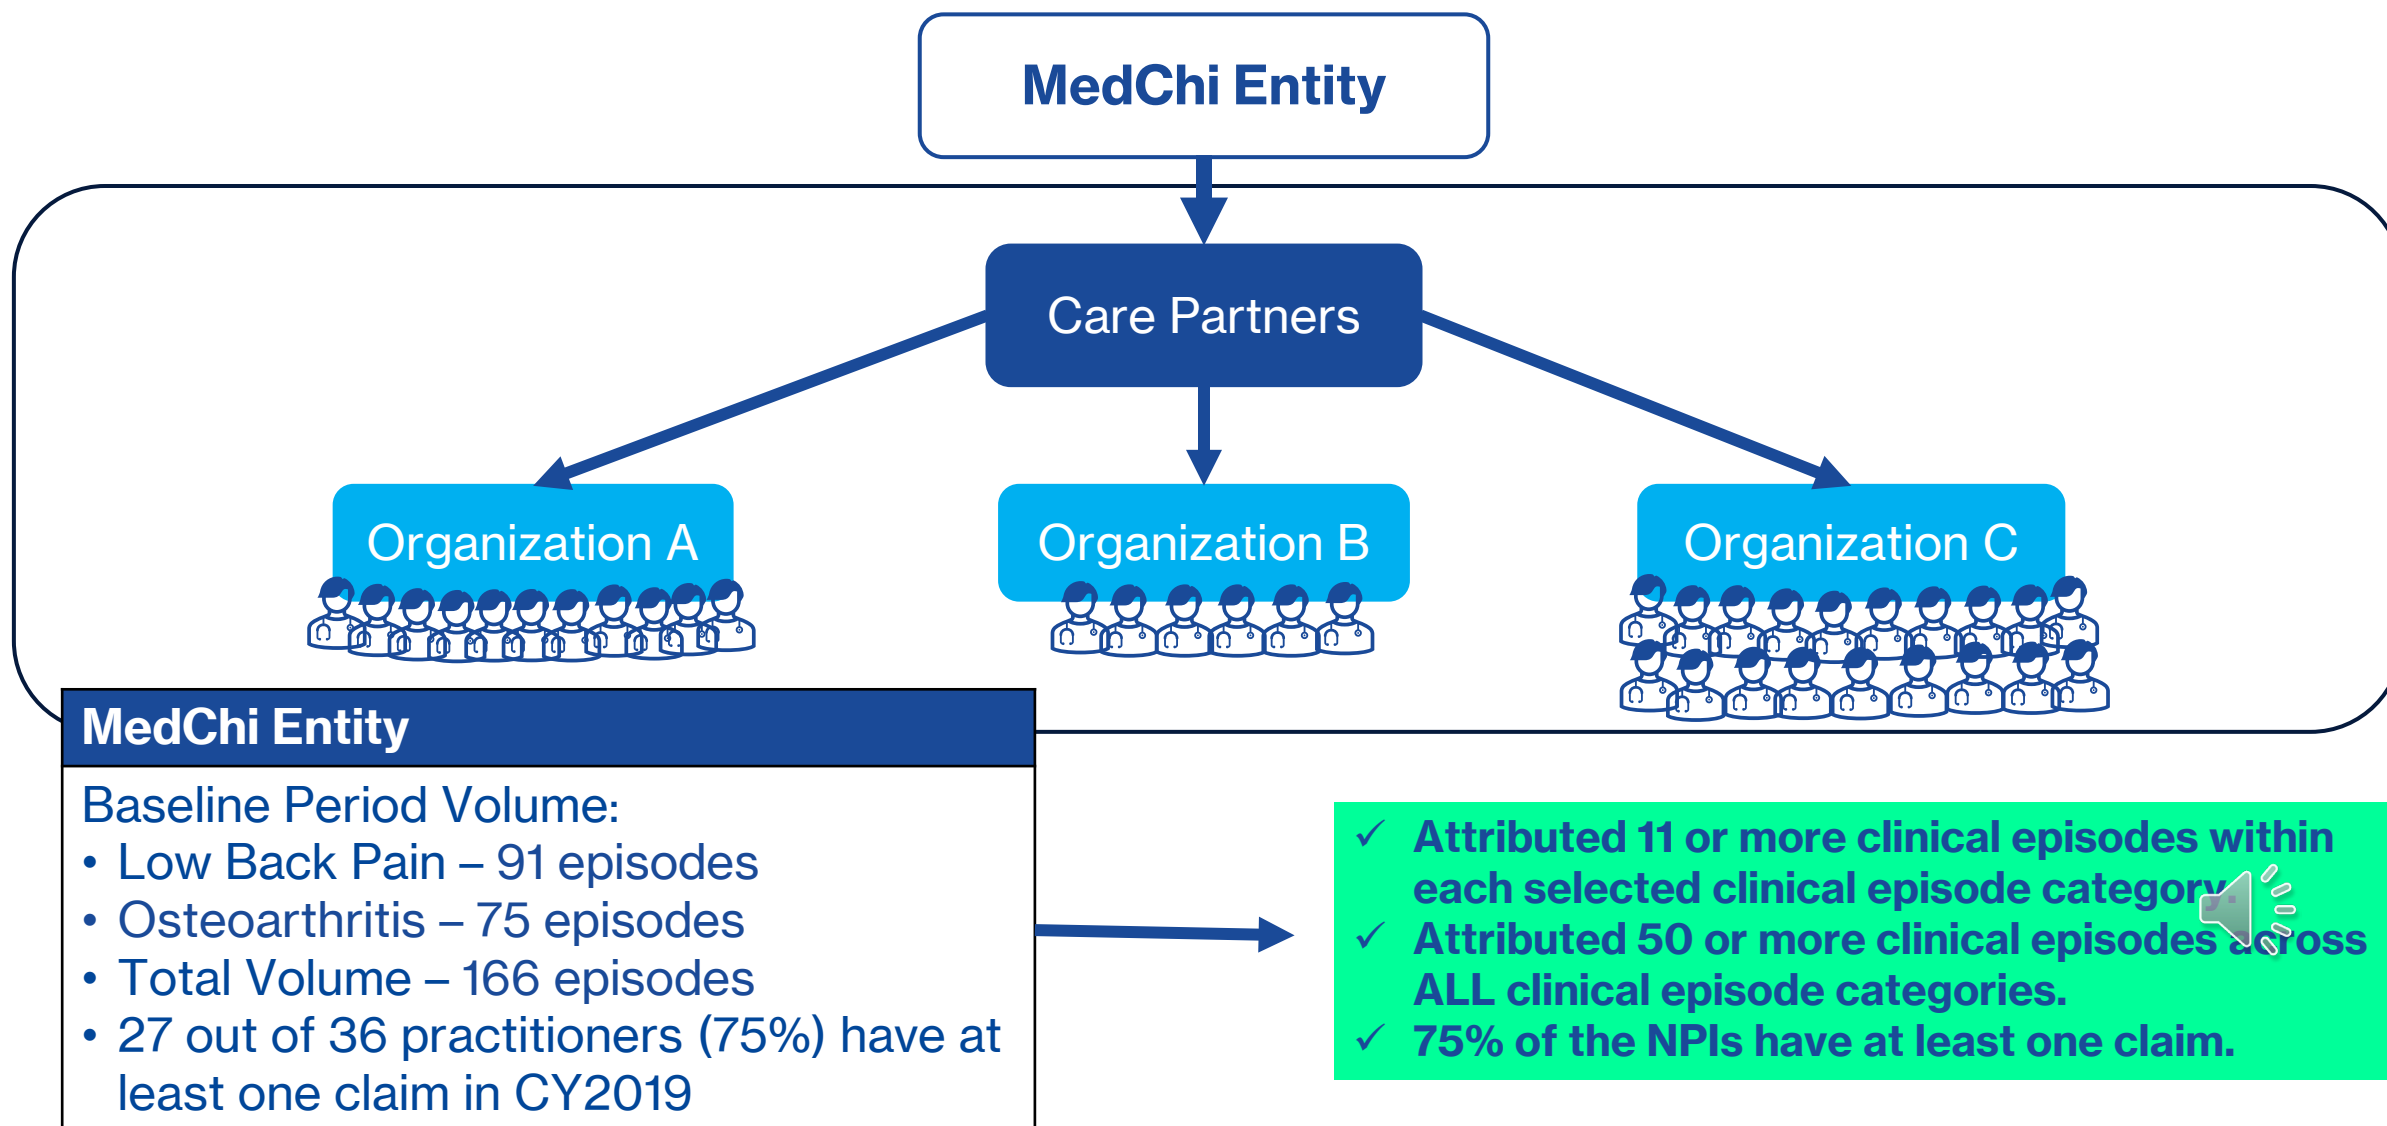 MedChi Entity
Care Partners
Organization A
Organization B
Organization C
MedChi Entity
Baseline Period Volume:
• Low Back Pain – 91 episodes
• Osteoarthritis – 75 episodes
• Total Volume – 166 episodes
• 27 out of 36 practitioners (75%) have at
least one claim in CY2019
✓ Attributed 11 or more clinical episodes within
each selected clinical episode category.
✓ Attributed 50 or more clinical episodes across
ALL clinical episode categories.
✓ 75% of the NPIs have at least one claim.